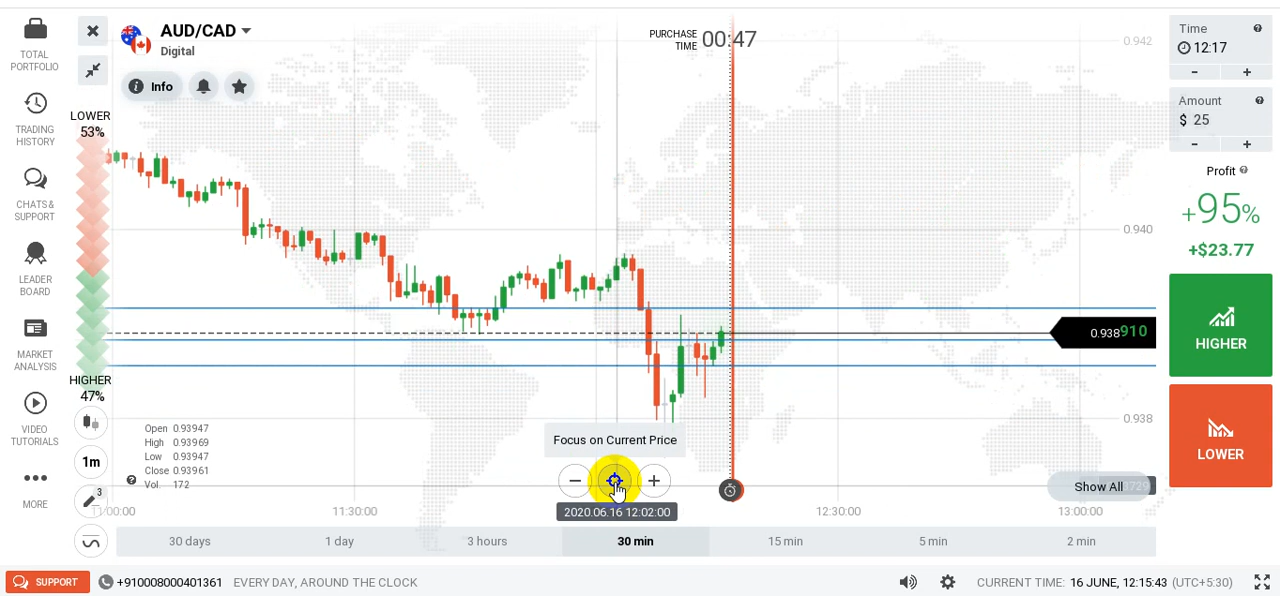 TOTAL
PORTFOLIO
TRADING
HISTORY
CHATS &
SUPPORT
LEADER
BOARD
MARKET
ANALYSIS
VIDEO
TUTORIALS
MORE
AUD/CAD
Digital
Info
LOWER
53%
HIGHER
47%
1m
3
Open 0.93947
High 0.93969
Low 0.93947
Close 0.93961
Vol. 172
PURCHASE
TIME
00:47
0.942
0.940
0.938910
0.938
Focus on Current Price
2020.06.16 12:02:00
Show All
11:30:00
12:30:00
13:00:00
30 days
1 day
3 hours
30 min
15 min
5 min
2 min
Time
12:17
-
+
Amount
$ 25
-
+
Profit
+95%
+$23.77
HIGHER
LOWER
SUPPORT
+910008000401361
EVERY DAY, AROUND THE CLOCK
CURRENT TIME: 16 JUNE, 12:15:43 (UTC+5:30)